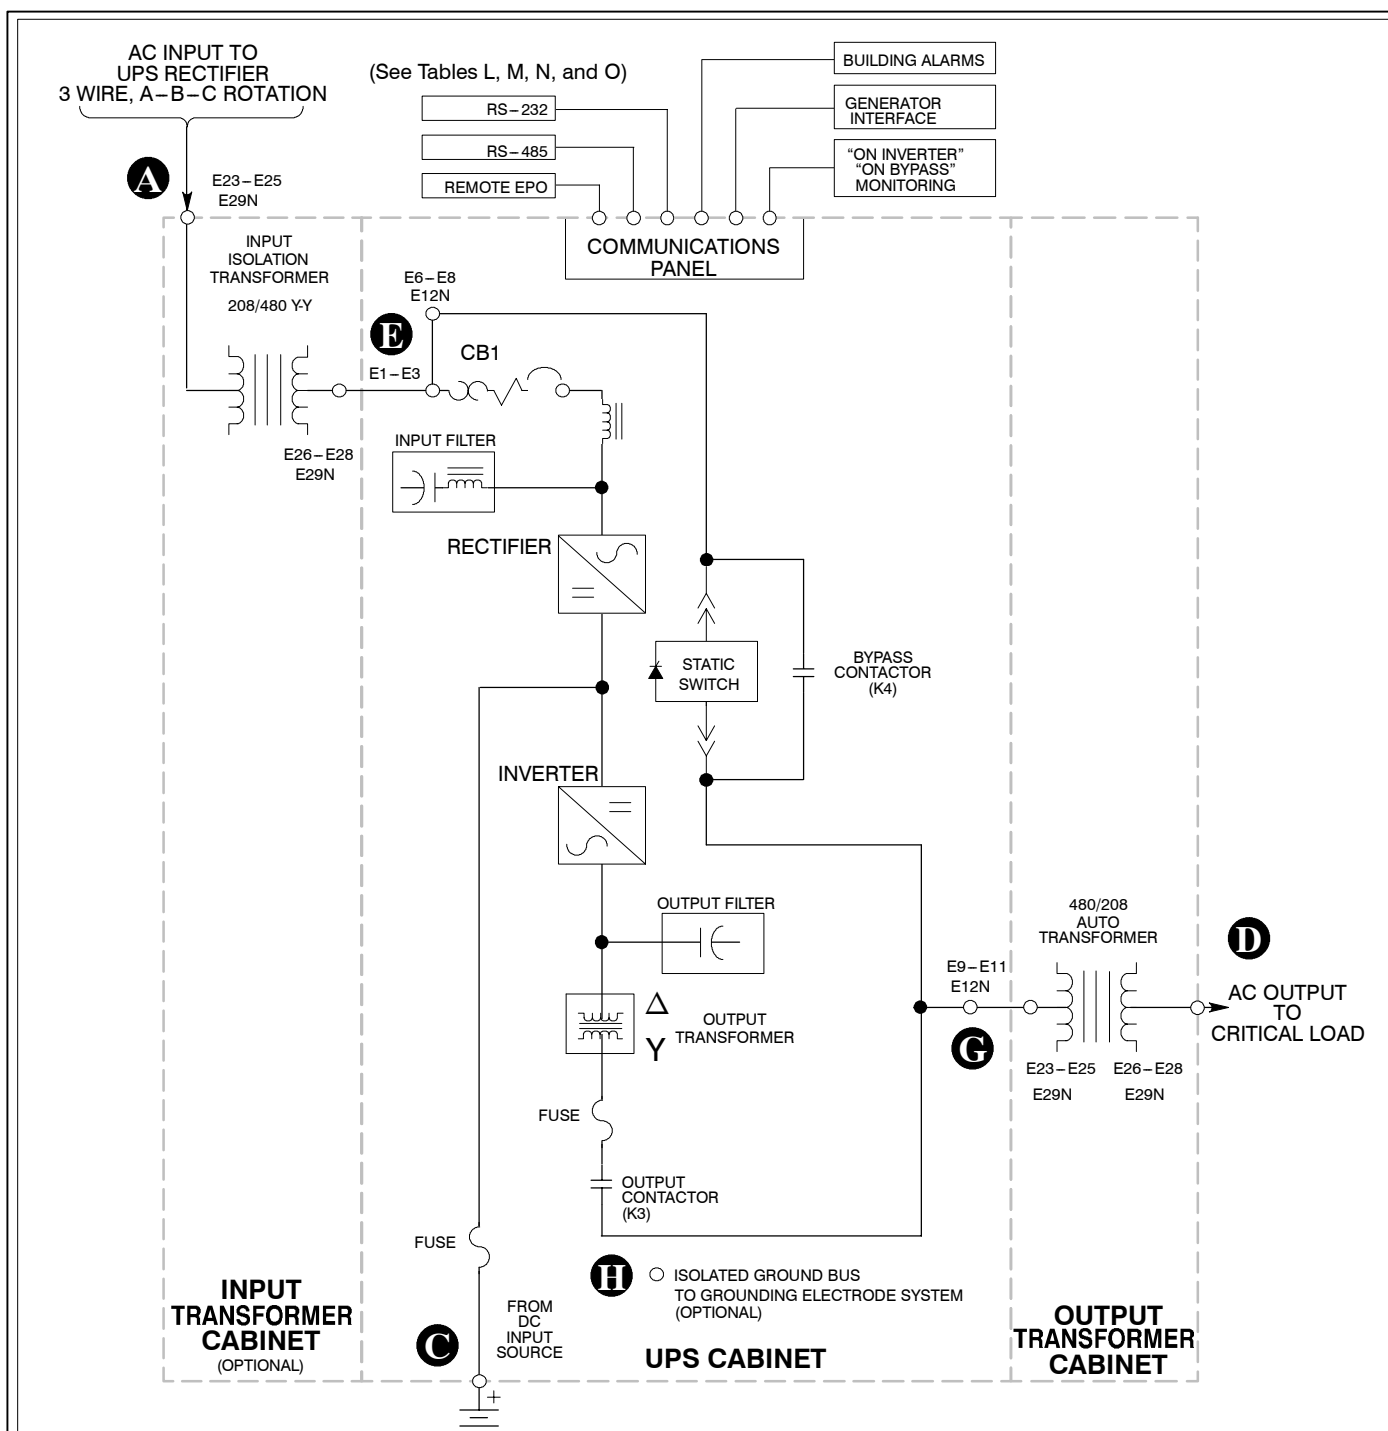 AC INPUT TO
UPS RECTIFIER
3 WIRE, A–B–C ROTATION
(See Tables L, M, N, and O)
RS–232
RS–485
REMOTE EPO
BUILDING ALARMS
GENERATOR
INTERFACE
“ON INVERTER”
“ON BYPASS”
MONITORING
A
E23–E25
E29N
COMMUNICATIONS
PANEL
INPUT
ISOLATION
TRANSFORMER
208/480 Y-Y
E6–E8
E12N
E
CB1
E1–E3
E26–E28
E29N
INPUT FILTER
RECTIFIER
STATIC
SWITCH
BYPASS
CONTACTOR
(K4)
INVERTER
OUTPUT FILTER
480/208
AUTO
TRANSFORMER
D
E9–E11
E12N
AC OUTPUT
TO
CRITICAL LOAD
Δ
Y
OUTPUT
TRANSFORMER
G
E23–E25
E29N
E26–E28
E29N
FUSE
OUTPUT
CONTACTOR
(K3)
FUSE
H
ISOLATED GROUND BUS
TO GROUNDING ELECTRODE SYSTEM
(OPTIONAL)
INPUT
TRANSFORMER
CABINET
(OPTIONAL)
C
FROM
DC
INPUT
SOURCE
+
UPS CABINET
OUTPUT
TRANSFORMER
CABINET